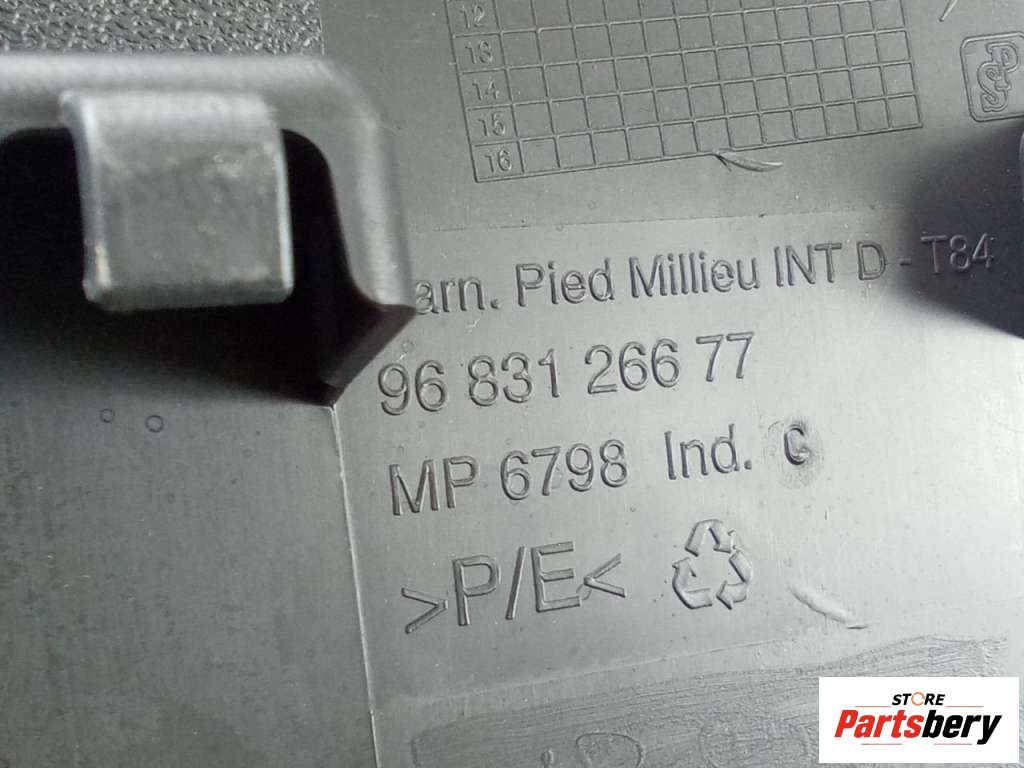 12
13
14
15
16
PSP
arn. Pied Millieu INT D - T84
96 831 266 77
MP 6798 Ind. C
>P/E<
STORE
Partsbery